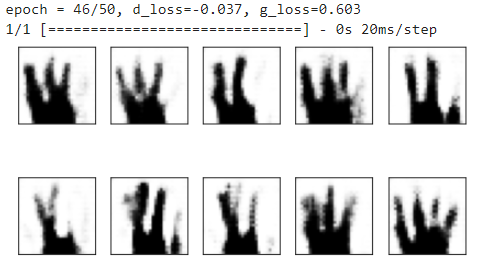 epoch = 46/50, d_loss=-0.037, g_loss=0.603
1/1 [==============================] - 0s 20ms/step